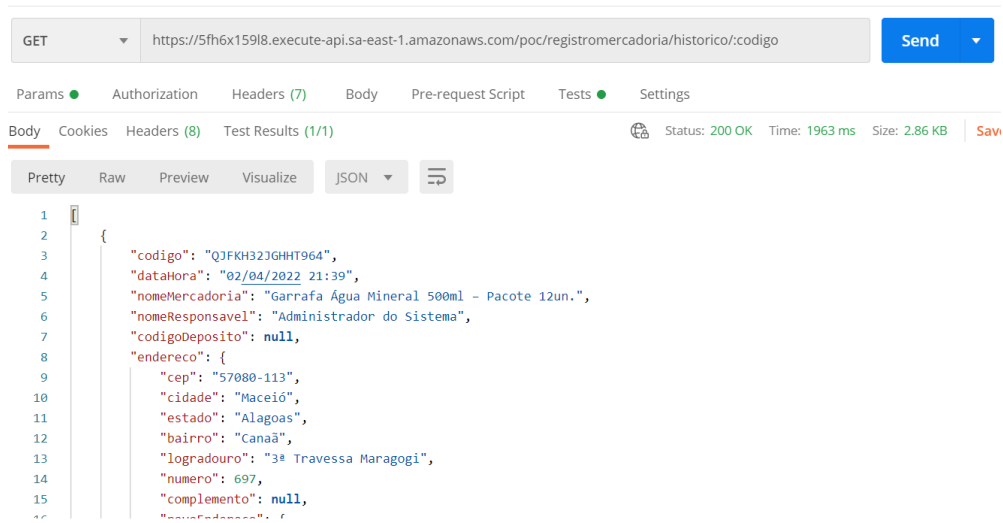 GET https://5fh6x159l8.execute-api.sa-east-1.amazonaws.com/poc/registromercadoria/historico/:codigo Send
Params Authorization Headers (7) Body Pre-request Script Tests Settings
Body Cookies Headers (8) Test Results (1/1) Status: 200 OK Time: 1963 ms Size: 2.86 KB Save
Pretty Raw Preview Visualize JSON
1 [
2 {
3 "codigo": "QJFKH32JGHHT964",
4 "dataHora": "02/04/2022 21:39",
5 "nomeMercadoria": "Garrafa Água Mineral 500ml – Pacote 12un.",
6 "nomeResponsavel": "Administrador do Sistema",
7 "codigoDeposito": null,
8 "endereco": {
9 "cep": "57080-113",
10 "cidade": "Maceió",
11 "estado": "Alagoas",
12 "bairro": "Canaã",
13 "logradouro": "3ª Travessa Maragogi",
14 "numero": 697,
15 "complemento": null,
16 "novoEndereco": {